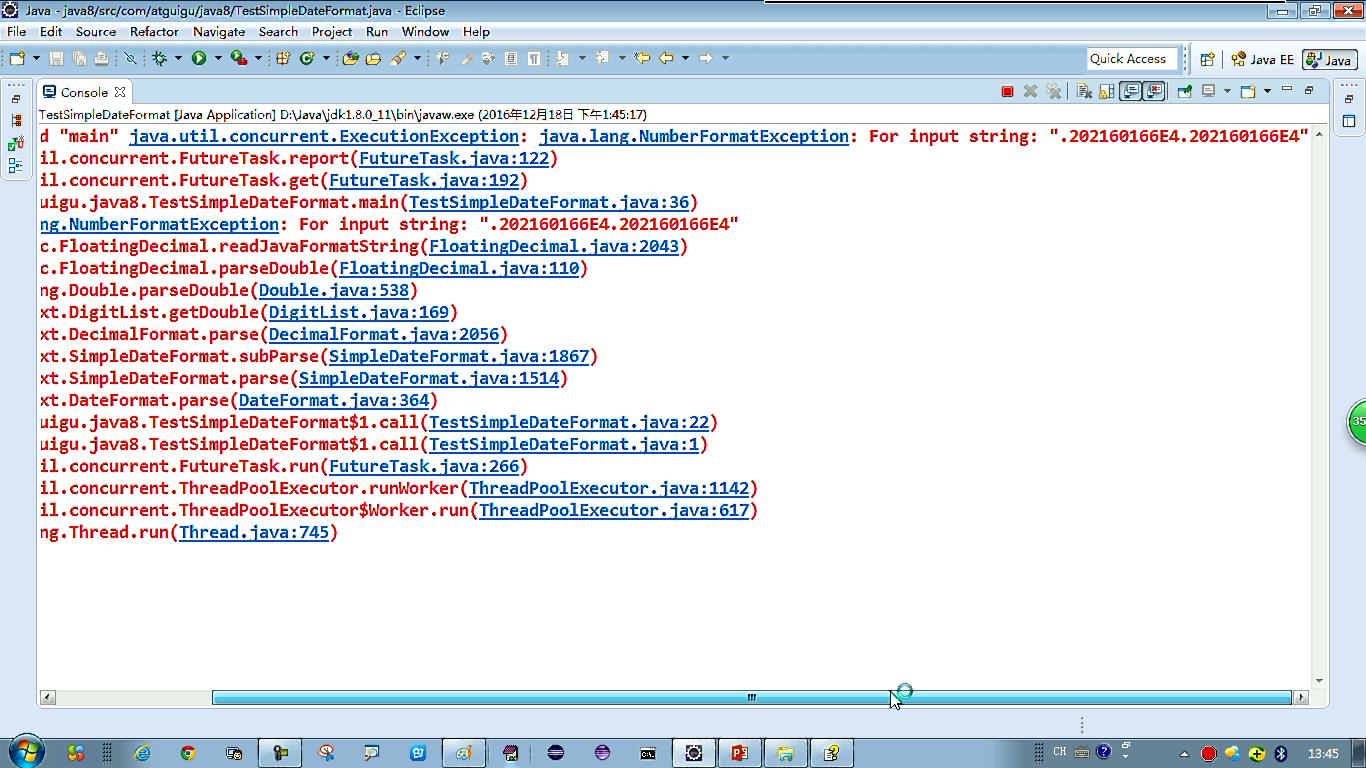 Java - java8/src/com/atguigu/java8/TestSimpleDateFormat.java - Eclipse
File Edit Source Refactor Navigate Search Project Run Window Help
Quick Access Java EE Java
Console
TestSimpleDateFormat [Java Application] D:\Java\jdk1.8.0_11\bin\javaw.exe (2016年12月18日 下午1:45:17)
d "main" java.util.concurrent.ExecutionException: java.lang.NumberFormatException: For input string: ".202160166E4.202160166E4"
il.concurrent.FutureTask.report(FutureTask.java:122)
il.concurrent.FutureTask.get(FutureTask.java:192)
uigu.java8.TestSimpleDateFormat.main(TestSimpleDateFormat.java:36)
ng.NumberFormatException: For input string: ".202160166E4.202160166E4"
c.FloatingDecimal.readJavaFormatString(FloatingDecimal.java:2043)
c.FloatingDecimal.parseDouble(FloatingDecimal.java:110)
ng.Double.parseDouble(Double.java:538)
xt.DigitList.getDouble(DigitList.java:169)
xt.DecimalFormat.parse(DecimalFormat.java:2056)
xt.SimpleDateFormat.subParse(SimpleDateFormat.java:1867)
xt.SimpleDateFormat.parse(SimpleDateFormat.java:1514)
xt.DateFormat.parse(DateFormat.java:364)
uigu.java8.TestSimpleDateFormat$1.call(TestSimpleDateFormat.java:22)
uigu.java8.TestSimpleDateFormat$1.call(TestSimpleDateFormat.java:1)
il.concurrent.FutureTask.run(FutureTask.java:266)
il.concurrent.ThreadPoolExecutor.runWorker(ThreadPoolExecutor.java:1142)
il.concurrent.ThreadPoolExecutor$Worker.run(ThreadPoolExecutor.java:617)
ng.Thread.run(Thread.java:745)
35
CH 13:45